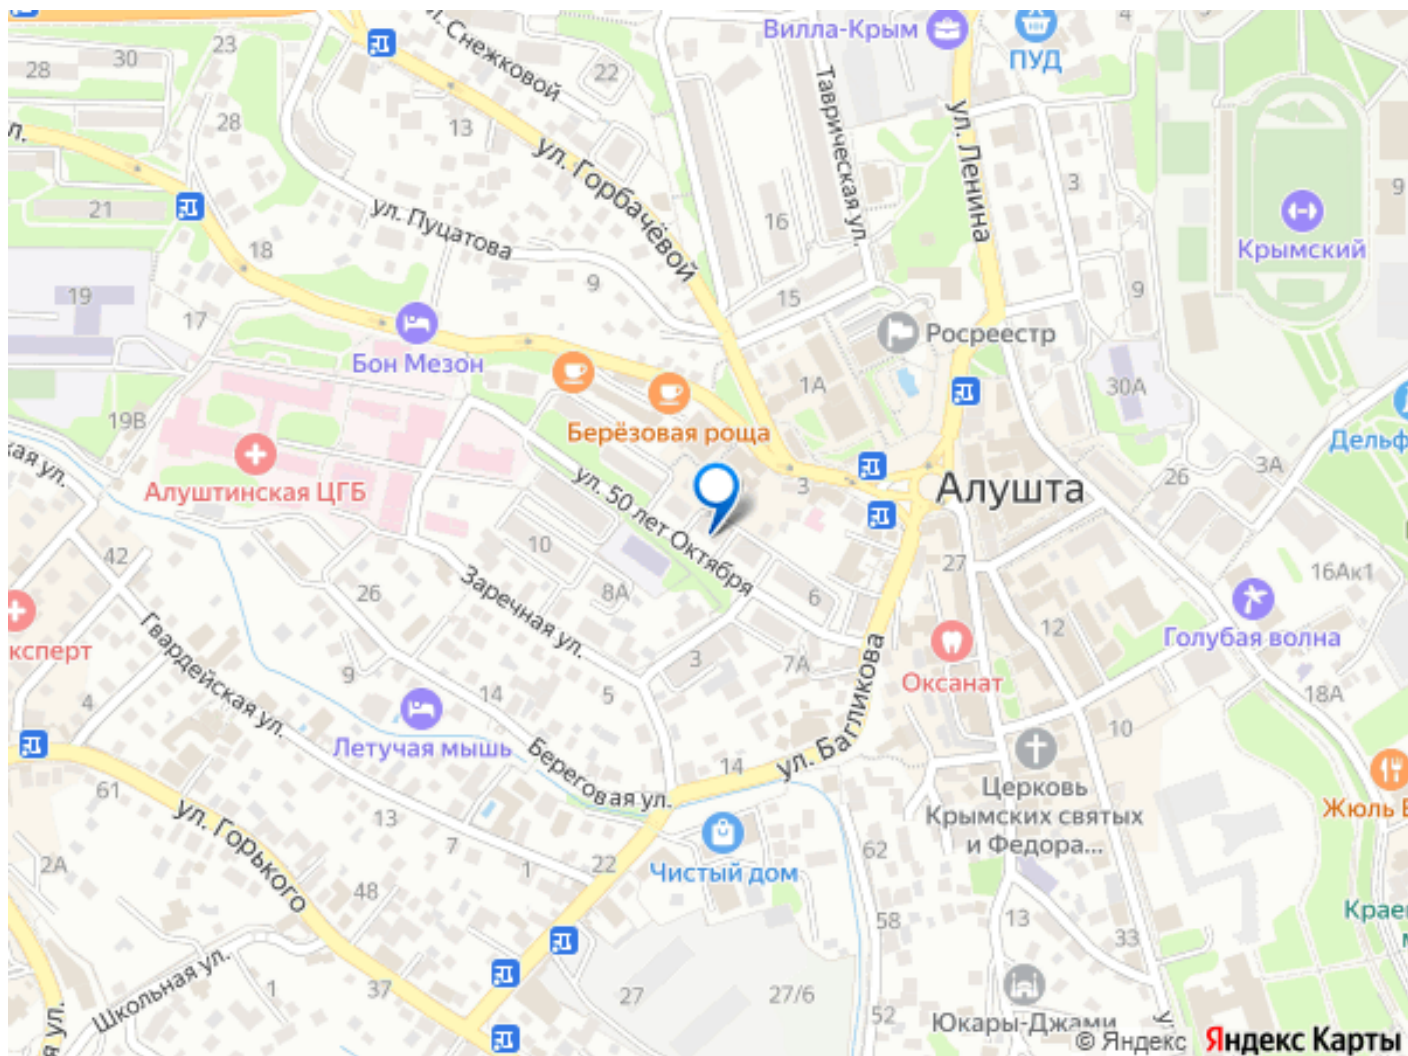 Вилла-Крым
4
ПУД
ул. Снежковой
23
30
28
22
28
13
Таврическая ул.
ул. Ленина
ул. Горбачёвой
3
9
Крымский
21
ул. Пуцатова
16
18
9
15
9
19
17
Росреестр
Бон Мезон
1А
30А
19В
Берёзовая роща
Дельф
3А
26
Алуштинская ЦГБ
ул. 50 лет Октября
3
Алушта
кая ул.
42
10
27
16Ак1
8А
26
Заречная ул.
6
12
Голубая волна
ксперт
Гвардейская ул.
3
7А
Оксанат
9
14
5
18А
4
ул. Багликова
10
Летучая мышь
Береговая ул.
14
Церковь
Крымских святых
и Федора...
61
ул. Горького
13
7
1
22
Чистый дом
62
Жюль В
2А
48
58
13
33
Крае
Школьная ул.
1
37
27
27/6
52
Юкары-Джами
© Яндекс
Яндекс Карты